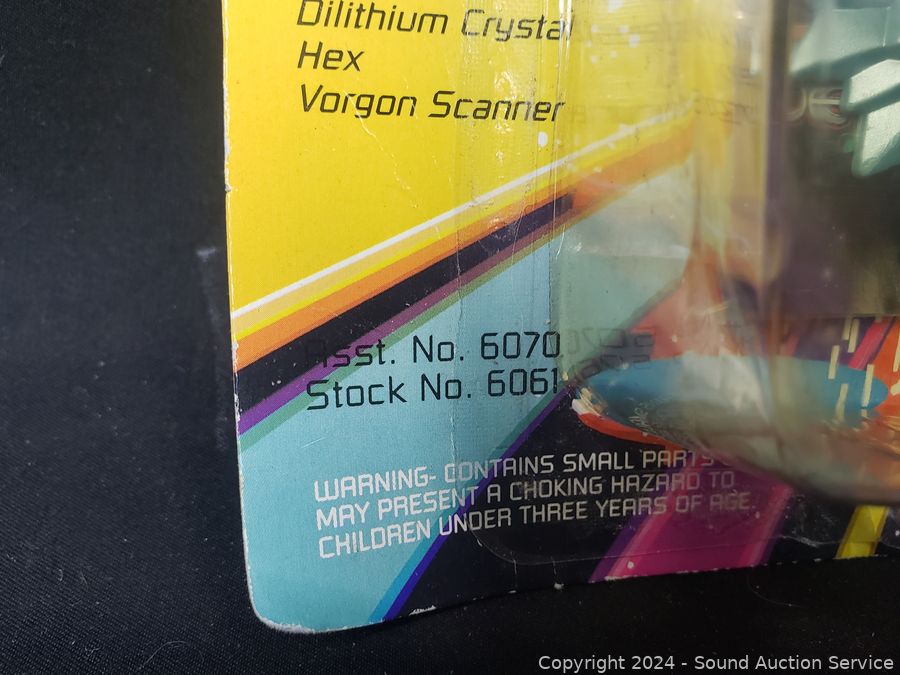 Dilithium Crystal
Hex
Vorgon Scanner
Asst. No. 6070
Stock No. 6061
WARNING- CONTAINS SMALL PARTS
MAY PRESENT A CHOKING HAZARD TO
CHILDREN UNDER THREE YEARS OF AGE.
Copyright © 2024 - Sound Auction Service